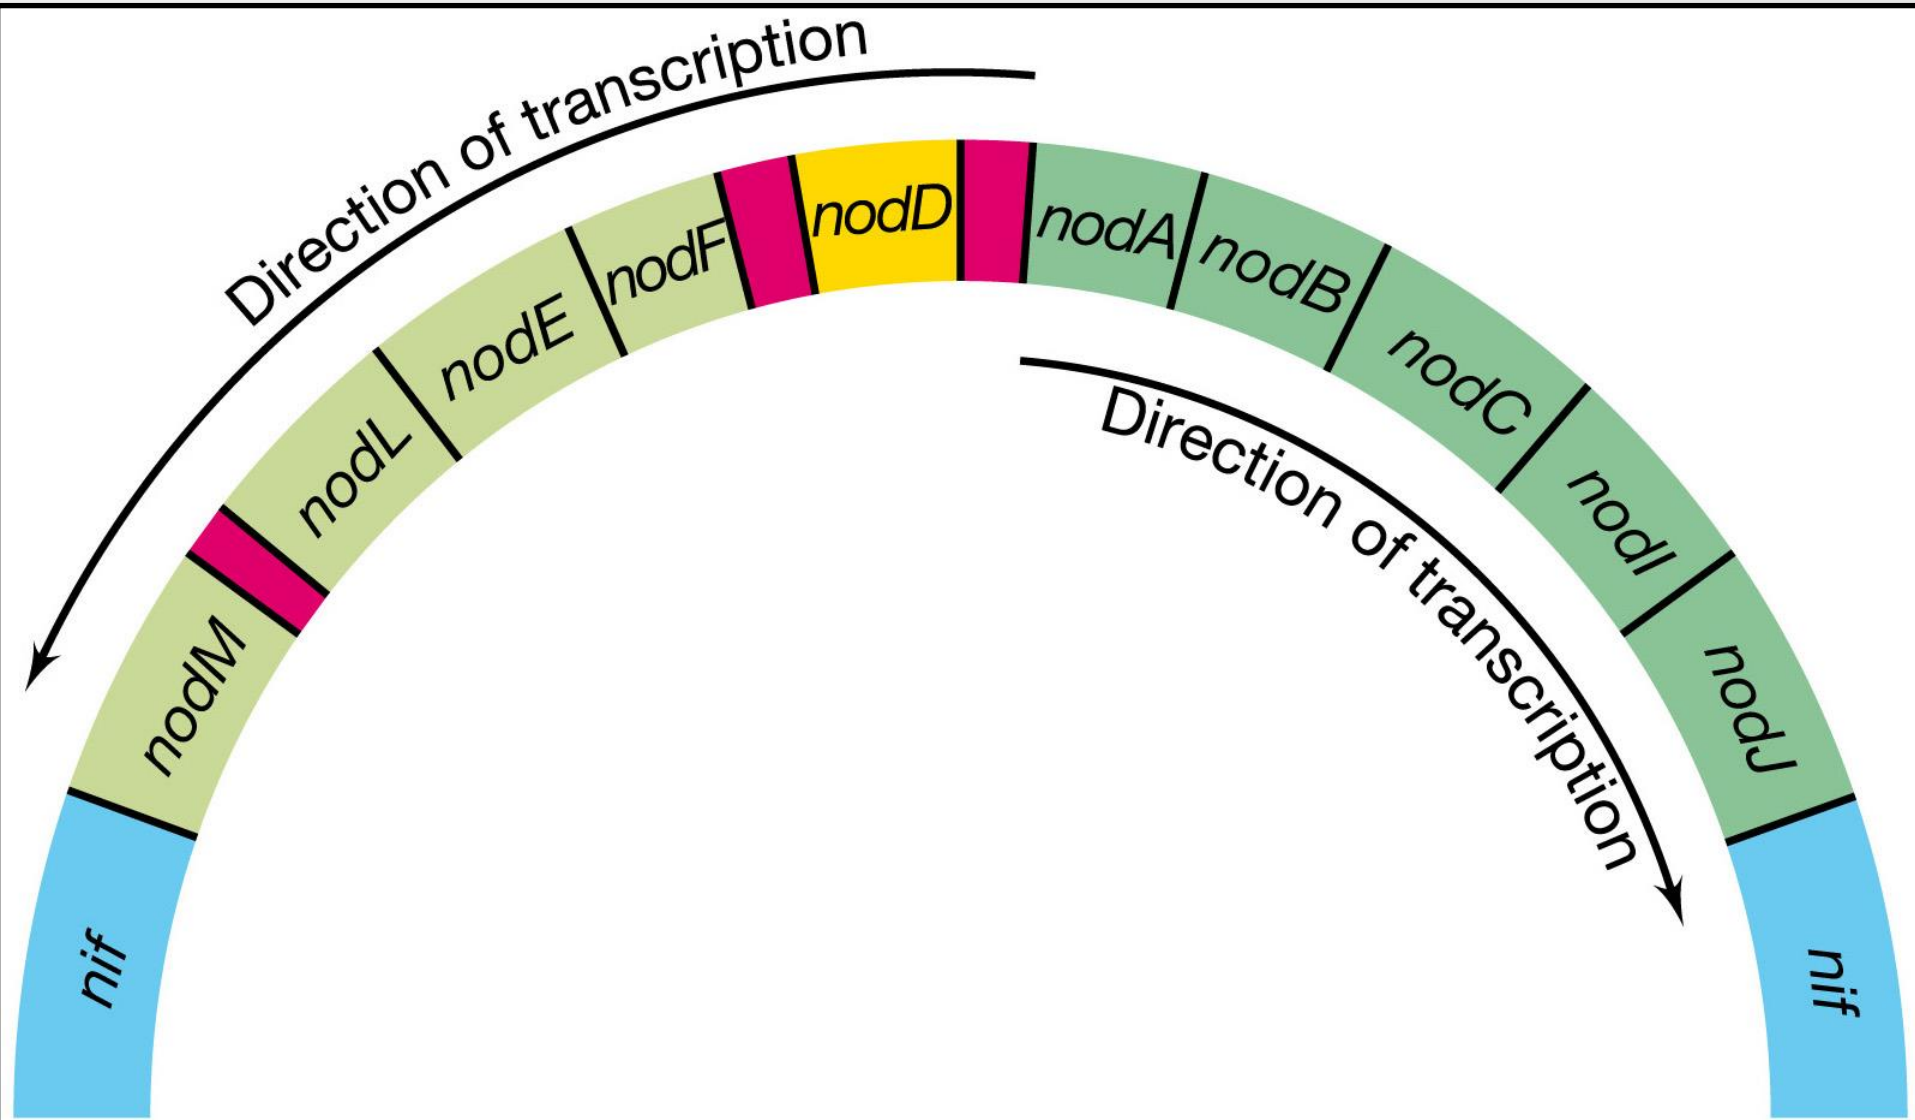 Direction of transcription
nif
nodM
nodL
nodE
nodF
nodD
nodA
nodB
nodC
nodI
nodJ
nif
Direction of transcription